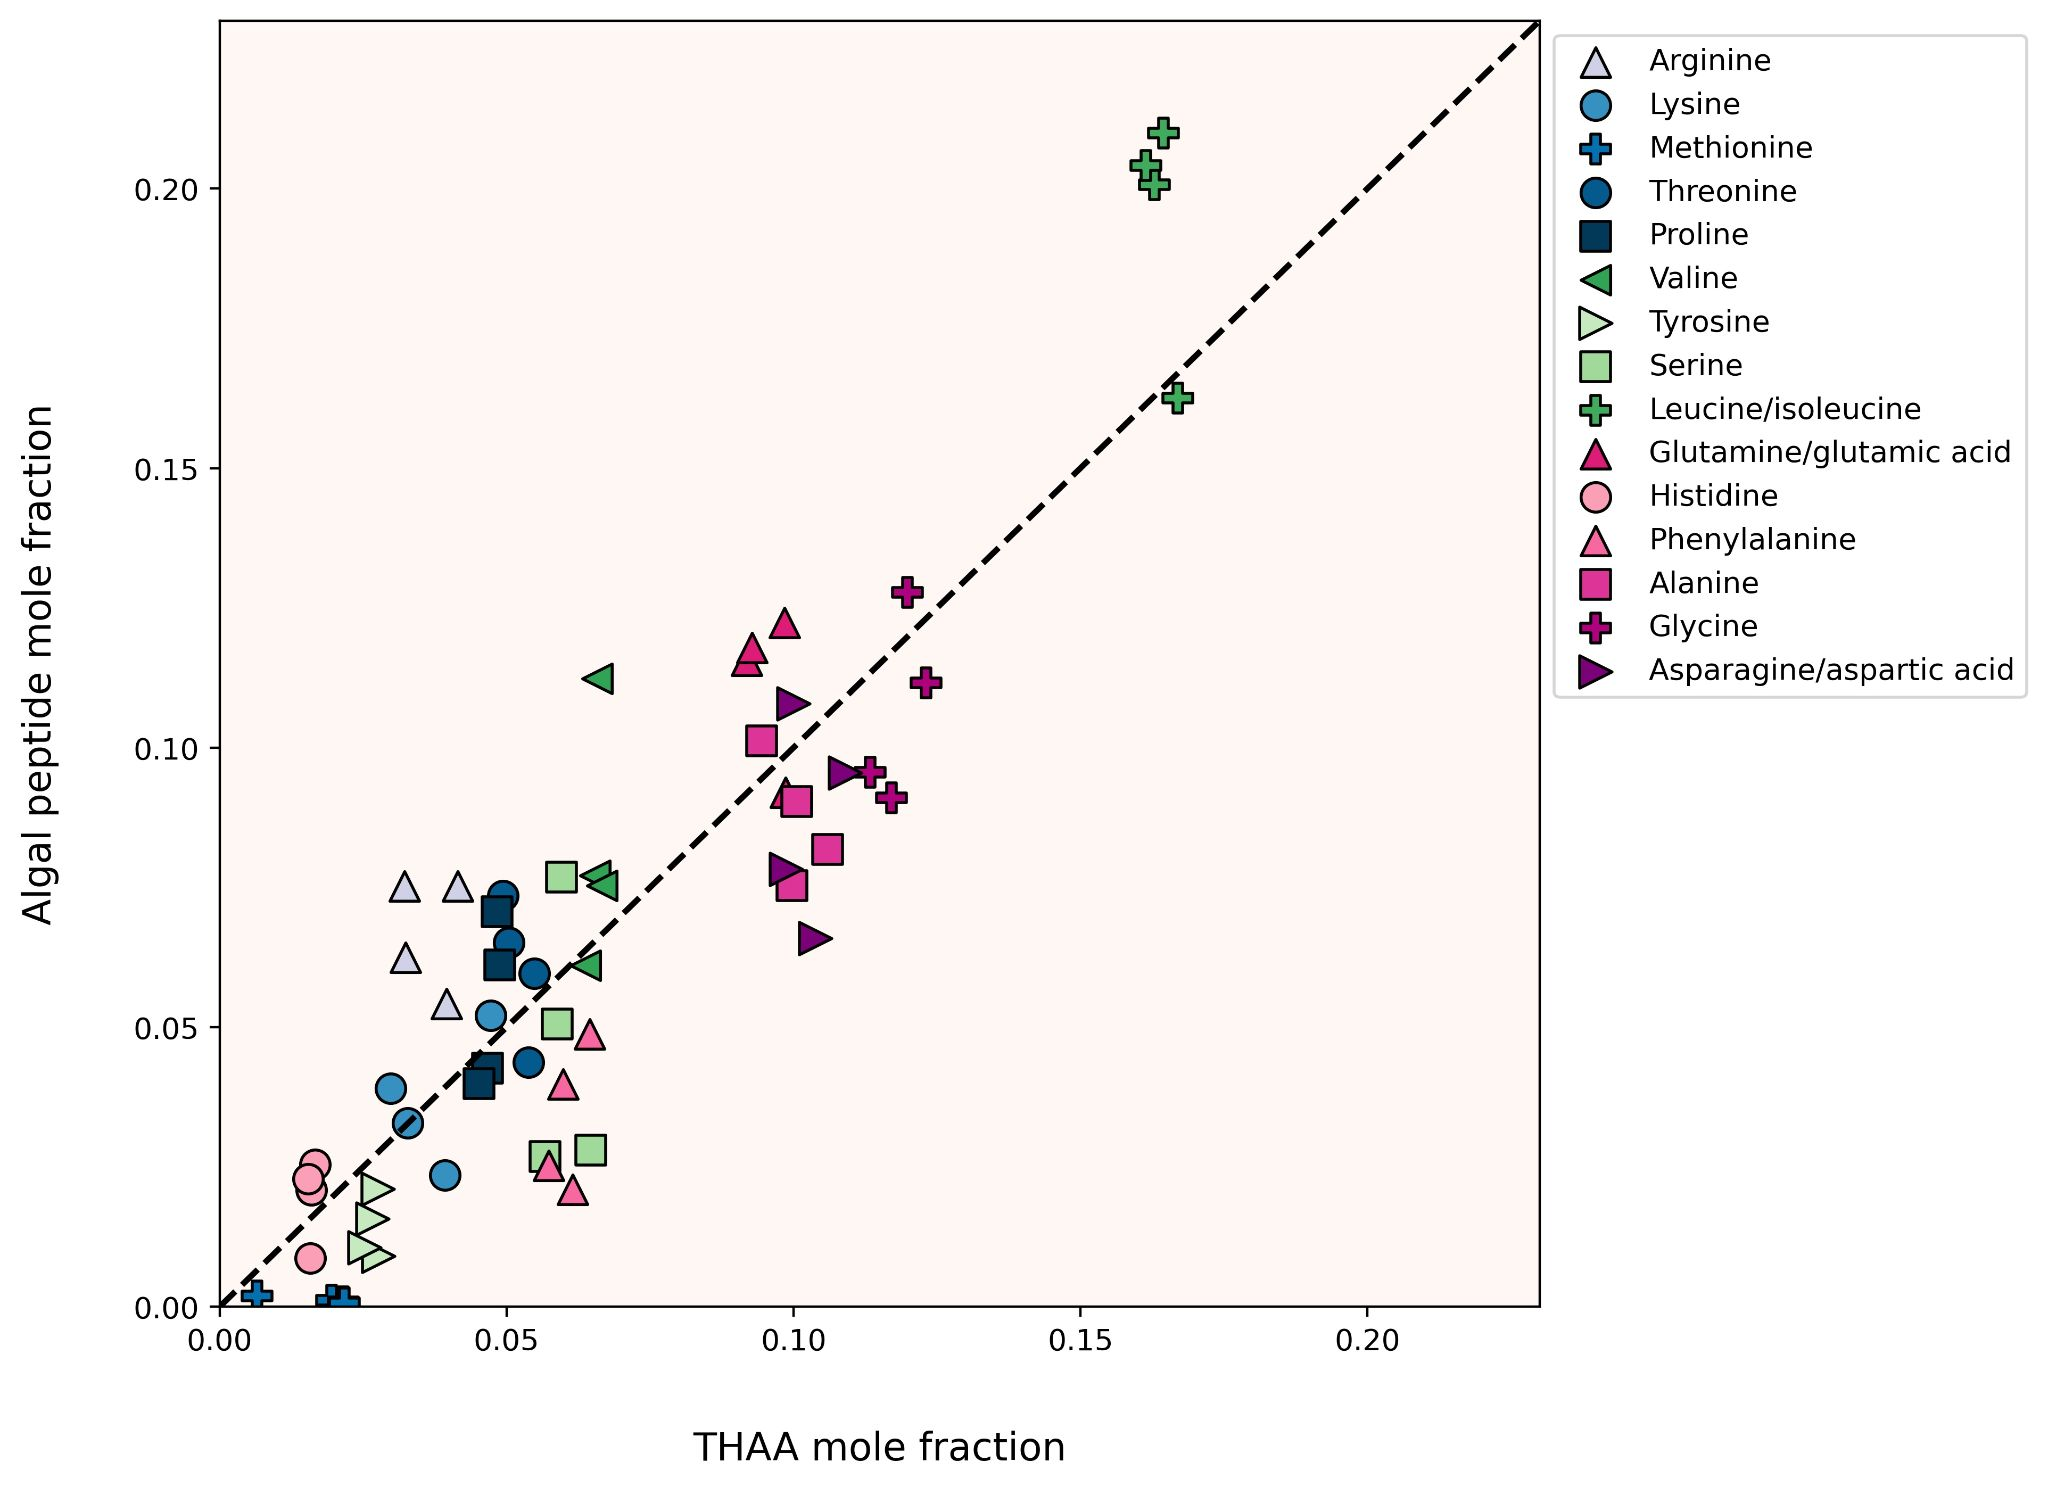 Algal peptide mole fraction
0.20
0.15
0.10
0.05
0.00
0.00
0.05
0.10
0.15
0.20
THAA mole fraction
Arginine
Lysine
Methionine
Threonine
Proline
Valine
Tyrosine
Serine
Leucine/isoleucine
Glutamine/glutamic acid
Histidine
Phenylalanine
Alanine
Glycine
Asparagine/aspartic acid